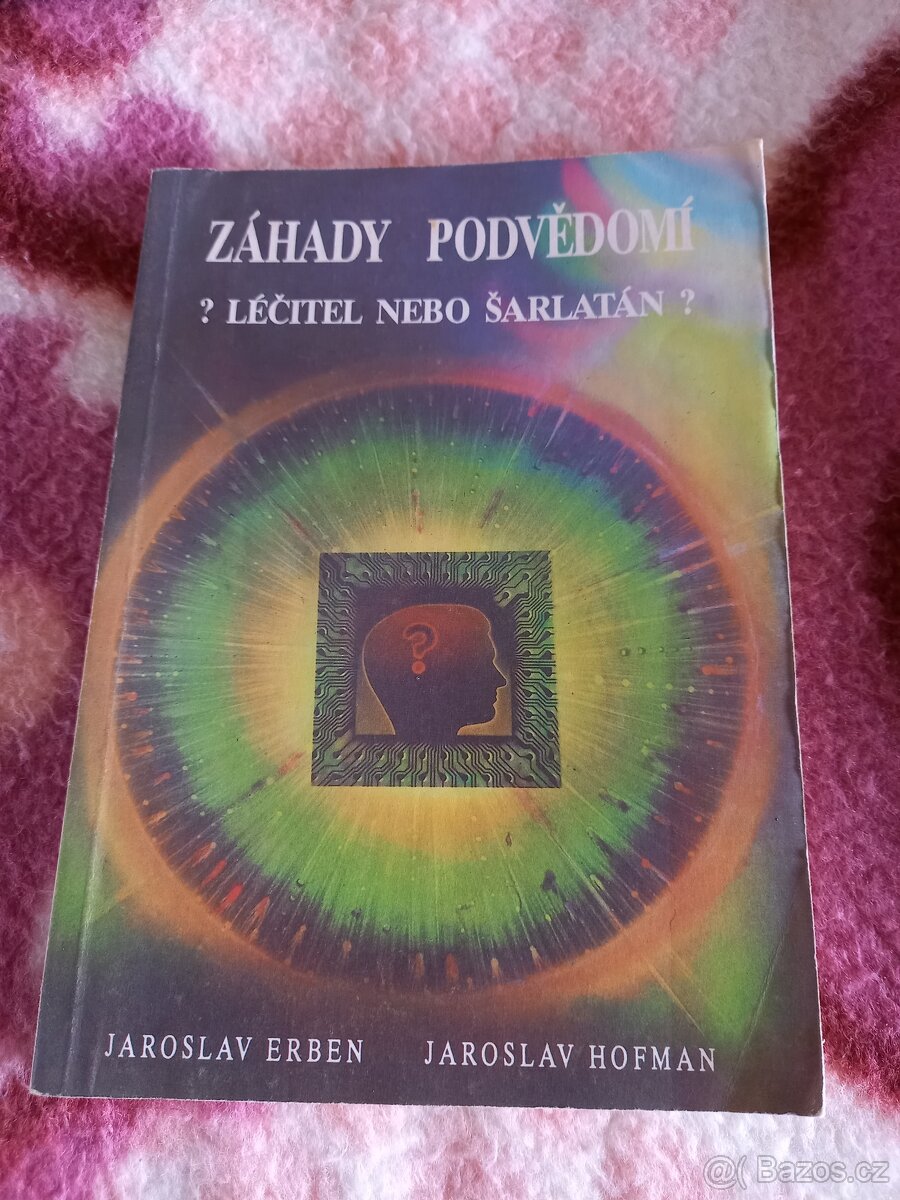 ZÁHADY PODVĚDOMÍ
? LÉČITEL NEBO ŠARLATÁN ?
?
JAROSLAV ERBEN JAROSLAV HOFMAN
@( Bazos.cz